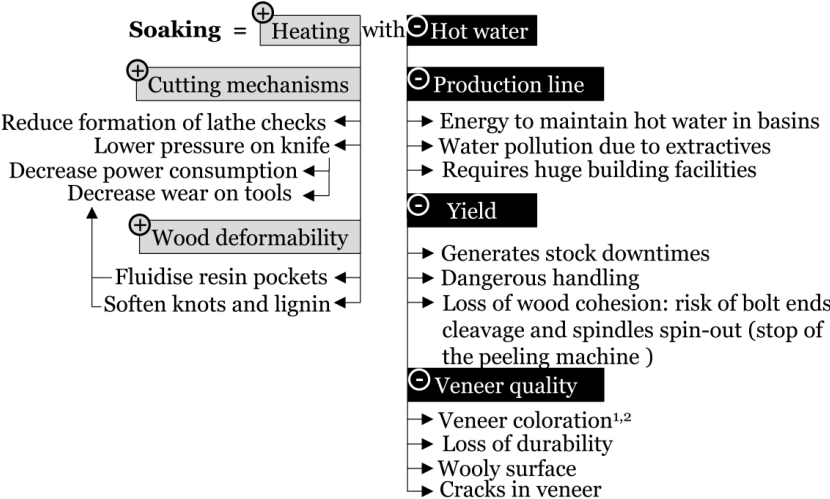 Soaking = Heating with Hot water
Cutting mechanisms
Reduce formation of lathe checks
Lower pressure on knife
Decrease power consumption
Decrease wear on tools
Wood deformability
Fluidise resin pockets
Soften knots and lignin
Production line
Energy to maintain hot water in basins
Water pollution due to extractives
Requires huge building facilities
Yield
Generates stock downtimes
Dangerous handling
Loss of wood cohesion: risk of bolt ends
cleavage and spindles spin-out (stop of
the peeling machine )
Veneer quality
Veneer coloration¹,²
Loss of durability
Wooly surface
Cracks in veneer